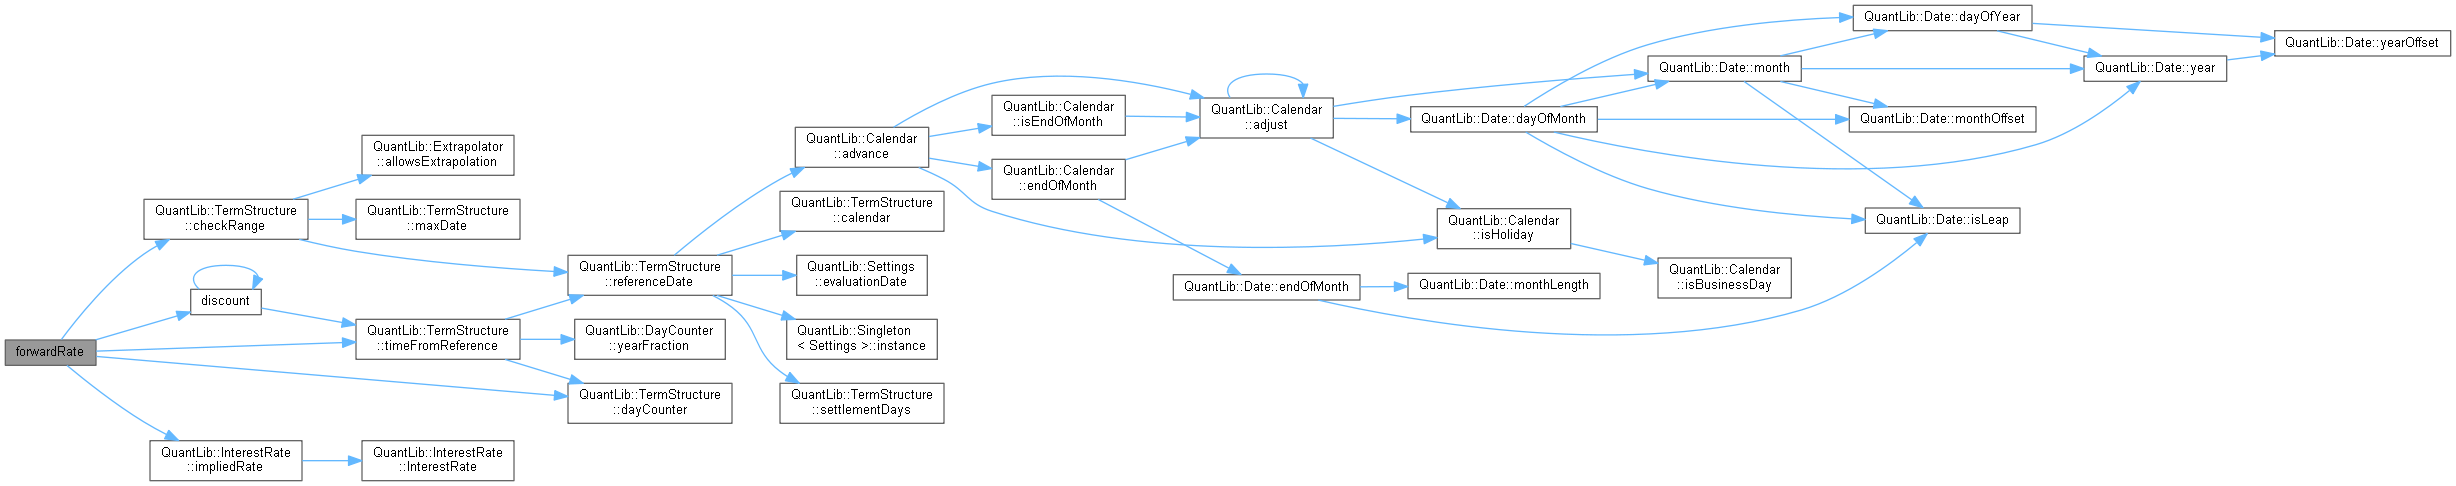 forwardRate
QuantLib::TermStructure
::checkRange
discount
QuantLib::InterestRate
::impliedRate
QuantLib::Extrapolator
::allowsExtrapolation
QuantLib::TermStructure
::maxDate
QuantLib::TermStructure
::timeFromReference
QuantLib::InterestRate
::InterestRate
QuantLib::TermStructure
::referenceDate
QuantLib::DayCounter
::yearFraction
QuantLib::TermStructure
::dayCounter
QuantLib::Calendar
::advance
QuantLib::TermStructure
::calendar
QuantLib::Settings
::evaluationDate
QuantLib::Singleton
< Settings >::instance
QuantLib::TermStructure
::settlementDays
QuantLib::Calendar
::isEndOfMonth
QuantLib::Calendar
::endOfMonth
QuantLib::Calendar
::adjust
QuantLib::Date::endOfMonth
QuantLib::Date::dayOfMonth
QuantLib::Calendar
::isHoliday
QuantLib::Date::monthLength
QuantLib::Date::month
QuantLib::Calendar
::isBusinessDay
QuantLib::Date::dayOfYear
QuantLib::Date::monthOffset
QuantLib::Date::isLeap
QuantLib::Date::year
QuantLib::Date::yearOffset